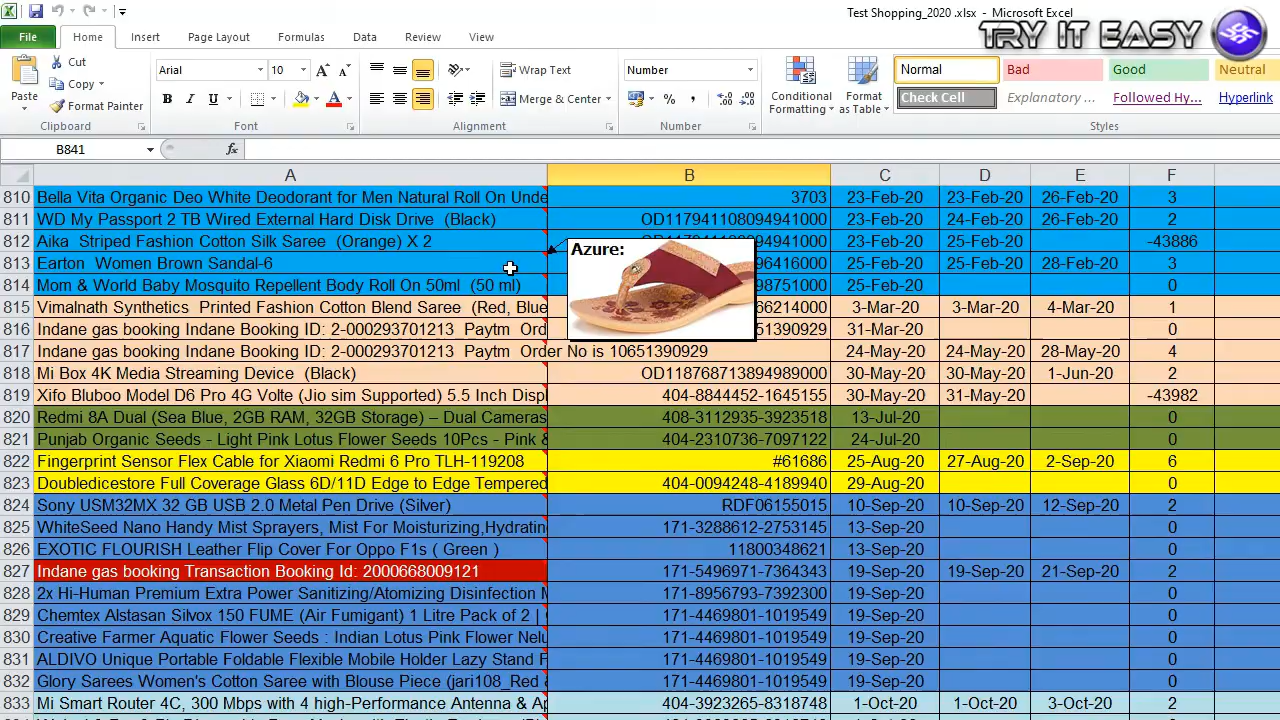 Test Shopping_2020 .xlsx - Microsoft Excel
TRY IT EASY
File Home Insert Page Layout Formulas Data Review View
Paste Cut Copy Format Painter Clipboard
Arial 10 B I U A Font
Wrap Text Merge & Center Alignment
Number % , Number
Conditional Formatting Format as Table
Normal Bad Good Neutral
Check Cell Explanatory ... Followed Hy... Hyperlink
Styles
B841 fx
A B C D E F
810 Bella Vita Organic Deo White Deodorant for Men Natural Roll On Unde 3703 23-Feb-20 23-Feb-20 26-Feb-20 3
811 WD My Passport 2 TB Wired External Hard Disk Drive (Black) OD117941108094941000 23-Feb-20 24-Feb-20 26-Feb-20 2
812 Aika Striped Fashion Cotton Silk Saree (Orange) X 2 25-Feb-20 25-Feb-20 -43886
Azure:
813 Earton Women Brown Sandal-6 96416000 25-Feb-20 25-Feb-20 28-Feb-20 3
814 Mom & World Baby Mosquito Repellent Body Roll On 50ml (50 ml) 98751000 25-Feb-20 0
815 Vimalnath Synthetics Printed Fashion Cotton Blend Saree (Red, Blue 66214000 3-Mar-20 3-Mar-20 4-Mar-20 1
816 Indane gas booking Indane Booking ID: 2-000293701213 Paytm Ord 51390929 31-Mar-20 0
817 Indane gas booking Indane Booking ID: 2-000293701213 Paytm Order No is 10651390929 24-May-20 24-May-20 28-May-20 4
818 Mi Box 4K Media Streaming Device (Black) OD118768713894989000 30-May-20 30-May-20 1-Jun-20 2
819 Xifo Bluboo Model D6 Pro 4G Volte (Jio sim Supported) 5.5 Inch Displ 404-8844452-1645155 30-May-20 31-May-20 -43982
820 Redmi 8A Dual (Sea Blue, 2GB RAM, 32GB Storage) – Dual Cameras 408-3112935-3923518 13-Jul-20 0
821 Punjab Organic Seeds - Light Pink Lotus Flower Seeds 10Pcs - Pink & 404-2310736-7097122 24-Jul-20 0
822 Fingerprint Sensor Flex Cable for Xiaomi Redmi 6 Pro TLH-119208 #61686 25-Aug-20 27-Aug-20 2-Sep-20 6
823 Doubledicestore Full Coverage Glass 6D/11D Edge to Edge Tempered 404-0094248-4189940 29-Aug-20 0
824 Sony USM32MX 32 GB USB 2.0 Metal Pen Drive (Silver) RDF06155015 10-Sep-20 10-Sep-20 12-Sep-20 2
825 WhiteSeed Nano Handy Mist Sprayers, Mist For Moisturizing,Hydrating 171-3288612-2753145 13-Sep-20 0
826 EXOTIC FLOURISH Leather Flip Cover For Oppo F1s ( Green ) 11800348621 13-Sep-20 0
827 Indane gas booking Transaction Booking Id: 2000668009121 171-5496971-7364343 19-Sep-20 19-Sep-20 21-Sep-20 2
828 2x Hi-Human Premium Extra Power Sanitizing/Atomizing Disinfection M 171-8956793-7392300 19-Sep-20 0
829 Chemtex Alstasan Silvox 150 FUME (Air Fumigant) 1 Litre Pack of 2 | 171-4469801-1019549 19-Sep-20 0
830 Creative Farmer Aquatic Flower Seeds : Indian Lotus Pink Flower Nelu 171-4469801-1019549 19-Sep-20 0
831 ALDIVO Unique Portable Foldable Flexible Mobile Holder Lazy Stand F 171-4469801-1019549 19-Sep-20 0
832 Glory Sarees Women's Cotton Saree with Blouse Piece (jari108_Red & 171-4469801-1019549 19-Sep-20 0
833 Mi Smart Router 4C, 300 Mbps with 4 high-Performance Antenna & Ap 404-3923265-8318748 1-Oct-20 1-Oct-20 3-Oct-20 2